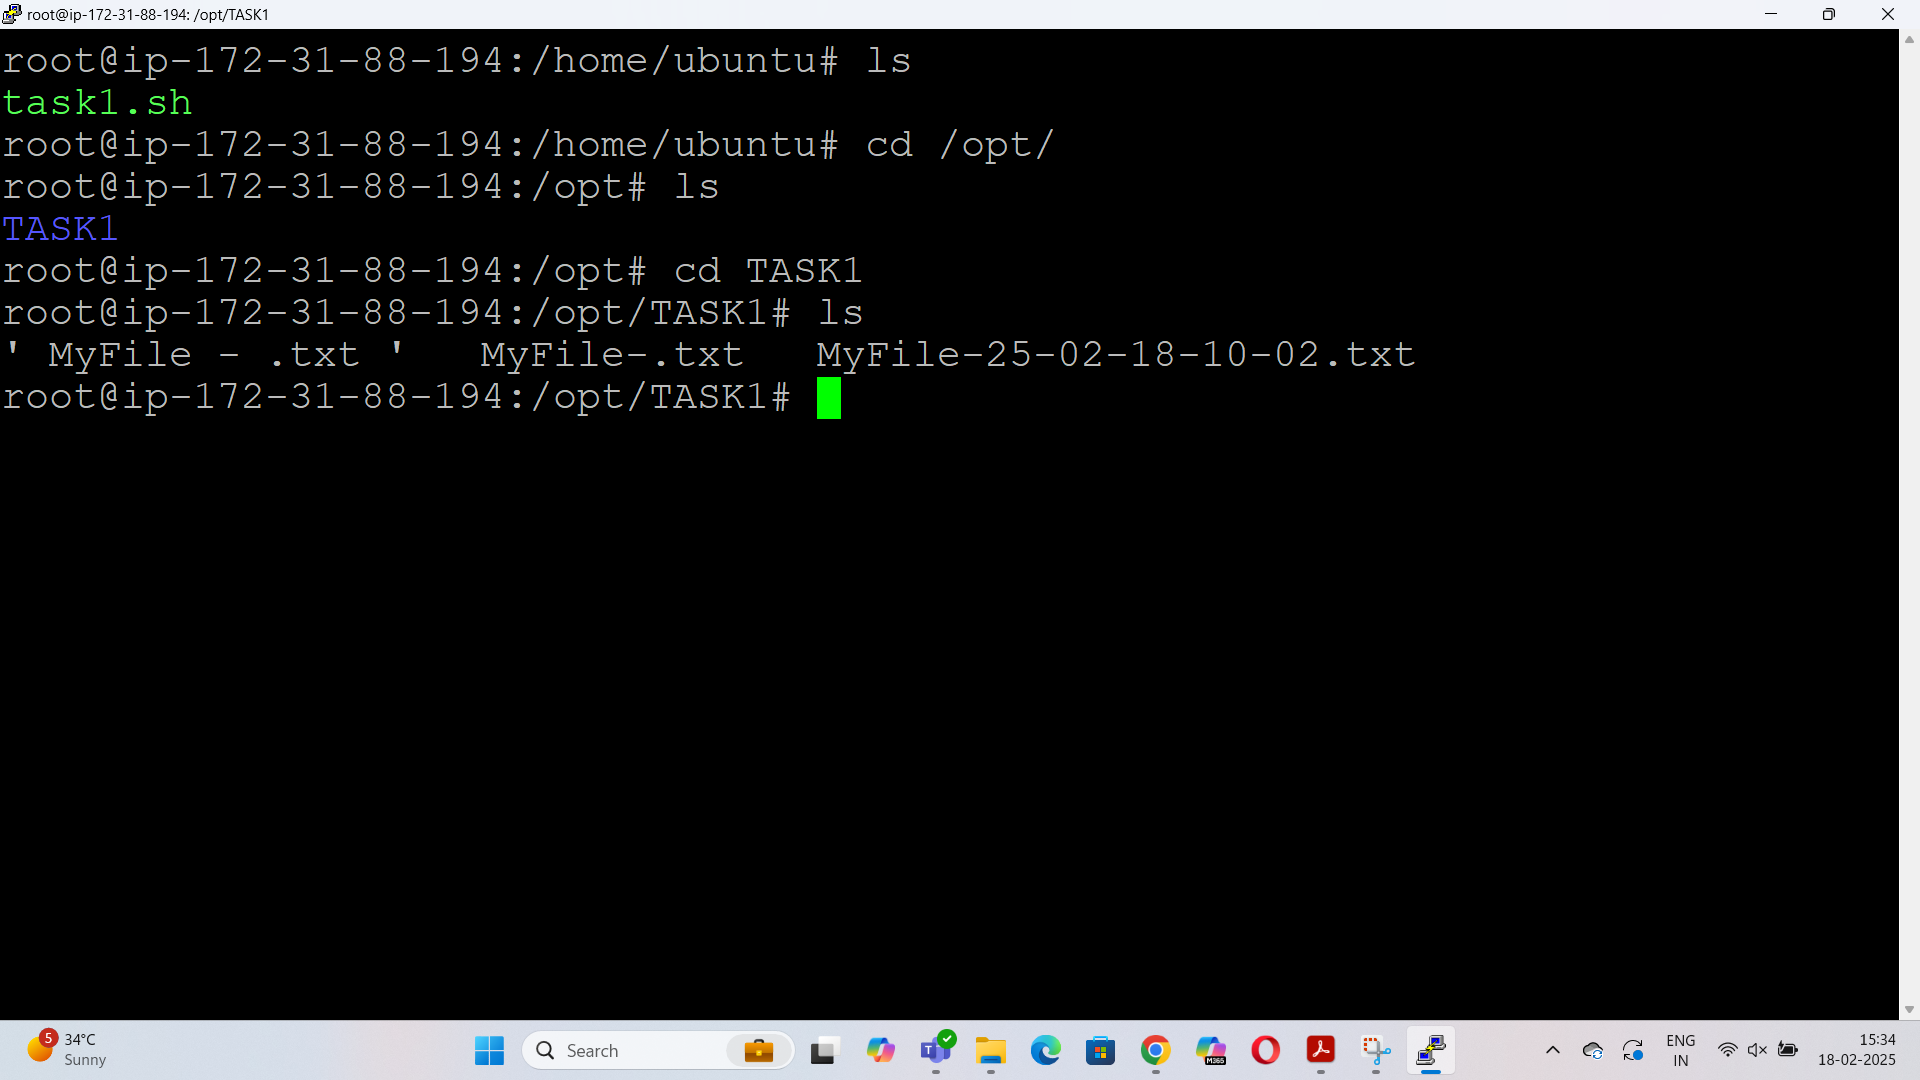 root@ip-172-31-88-194: /opt/TASK1
root@ip-172-31-88-194:/home/ubuntu# ls
task1.sh
root@ip-172-31-88-194:/home/ubuntu# cd /opt/
root@ip-172-31-88-194:/opt# ls
TASK1
root@ip-172-31-88-194:/opt# cd TASK1
root@ip-172-31-88-194:/opt/TASK1# ls
' MyFile - .txt '   MyFile-.txt   MyFile-25-02-18-10-02.txt
root@ip-172-31-88-194:/opt/TASK1#
5
34°C
Sunny
Search
T
M365
ENG
IN
15:34
18-02-2025